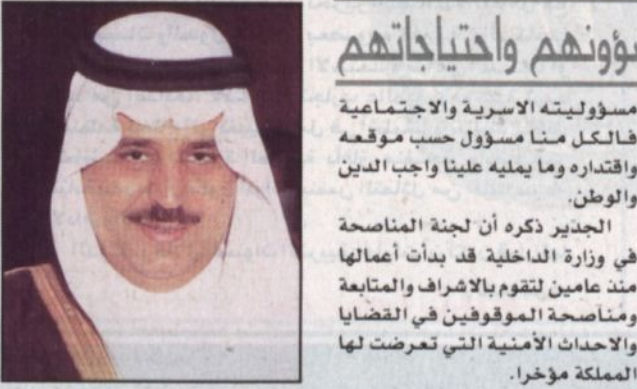 واحتياجاتهم
مسؤوليته الاسرية والاجتماعية
فالكل منا مسؤول حسب موقعه
واقتداره وما يمليه علينا واجب الدين
والوطن.
الجدير ذكره أن لجنة المناصحة
في وزارة الداخلية قد بدأت أعمالها
منذ عامين لتقوم بالاشراف والمتابعة
ومناصحة الموقوفين في القضايا
والاحداث الأمنية التي تعرضت لها
المملكة مؤخرا.